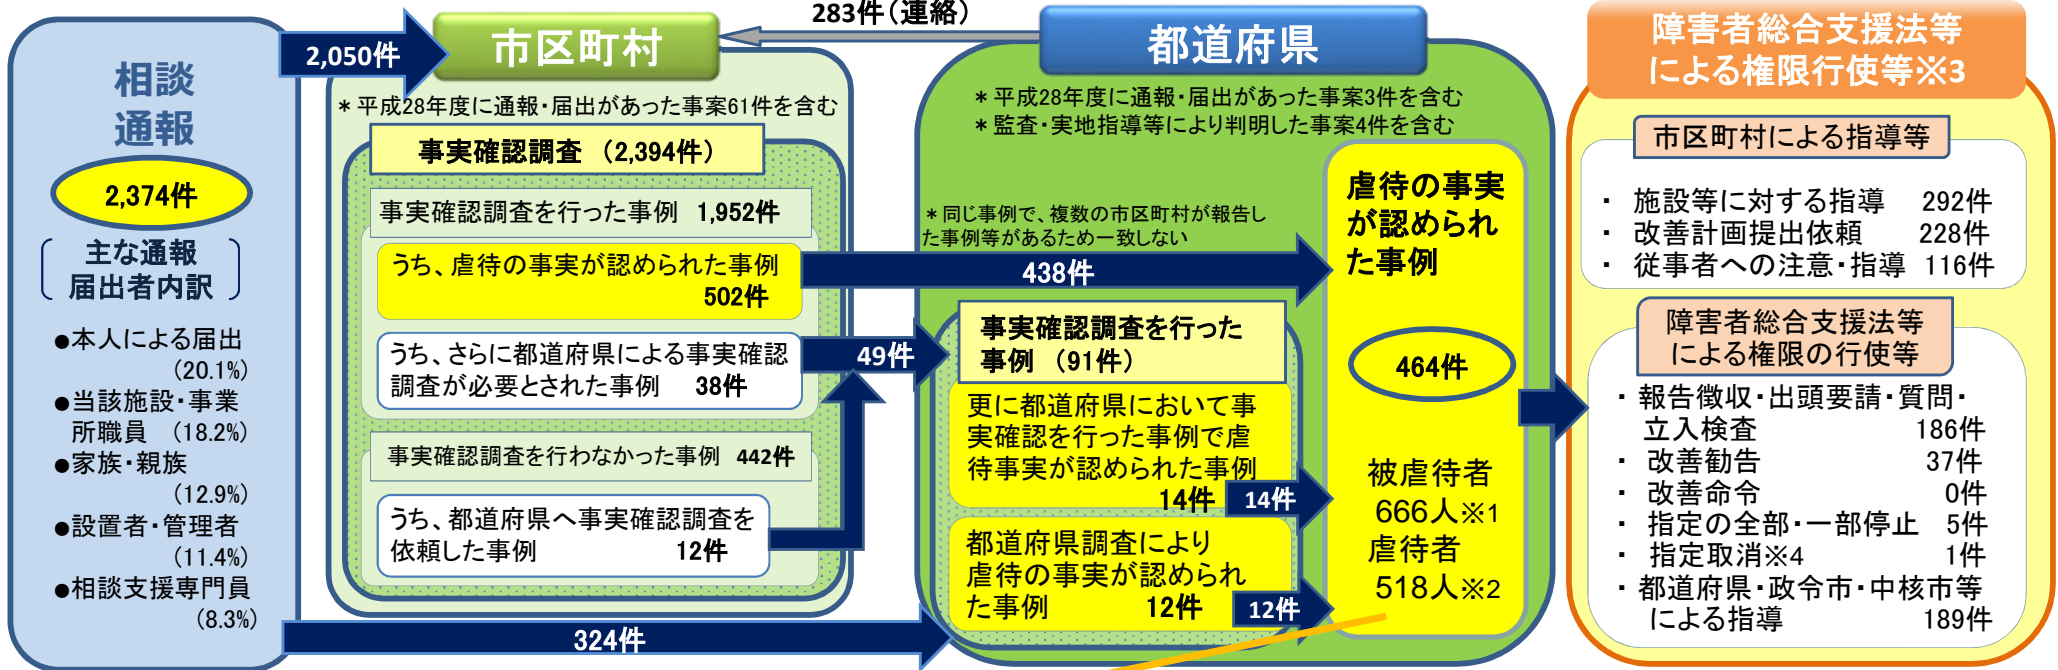 相談
通報
2,374件
主な通報
届出者内訳
●本人による届出
(20.1%)
●当該施設・事業
所職員 (18.2%)
●家族・親族
(12.9%)
●設置者・管理者
(11.4%)
●相談支援専門員
(8.3%)
2,050件
324件
市区町村
283件(連絡)
＊平成28年度に通報・届出があった事案61件を含む
事実確認調査 (2,394件)
事実確認調査を行った事例 1,952件
うち、虐待の事実が認められた事例
502件
うち、さらに都道府県による事実確認
調査が必要とされた事例 38件
事実確認調査を行わなかった事例 442件
うち、都道府県へ事実確認調査を
依頼した事例 12件
49件
都道府県
＊平成28年度に通報・届出があった事案3件を含む
＊監査・実地指導等により判明した事案4件を含む
＊同じ事例で、複数の市区町村が報告し
た事例等があるため一致しない
438件
事実確認調査を行った
事例 (91件)
更に都道府県において事
実確認を行った事例で虐
待事実が認められた事例
14件
14件
都道府県調査により
虐待の事実が認められ
た事例 12件
12件
虐待の事実
が認められ
た事例
464件
被虐待者
666人※1
虐待者
518人※2
障害者総合支援法等
による権限行使等※3
市区町村による指導等
・ 施設等に対する指導 292件
・ 改善計画提出依頼 228件
・ 従事者への注意・指導 116件
障害者総合支援法等
による権限の行使等
・ 報告徴収・出頭要請・質問・
立入検査 186件
・ 改善勧告 37件
・ 改善命令 0件
・ 指定の全部・一部停止 5件
・ 指定取消※4 1件
・ 都道府県・政令市・中核市等
による指導 189件